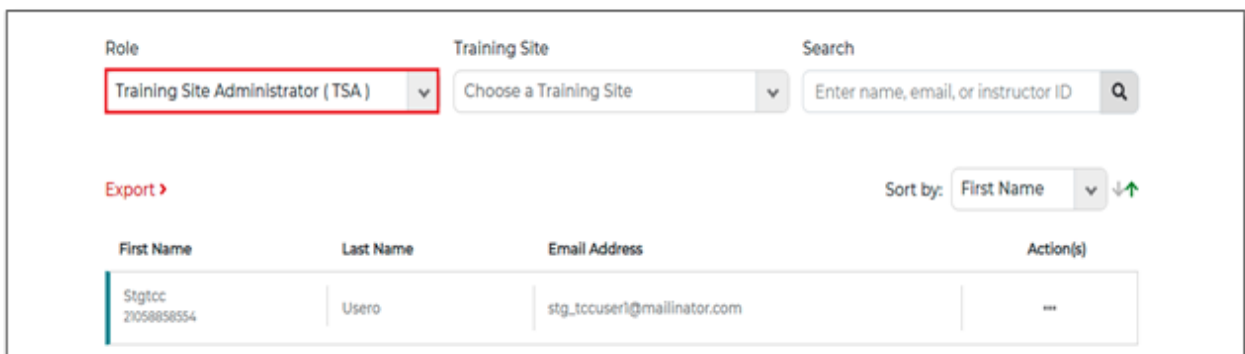 Role Training Site Search
Training Site Administrator ( TSA ) Choose a Training Site Enter name, email, or instructor ID
Export Sort by: First Name
First Name Last Name Email Address Action(s)
Stgtcc Usero stg_tccuser1@mailinator.com ...
21058858554